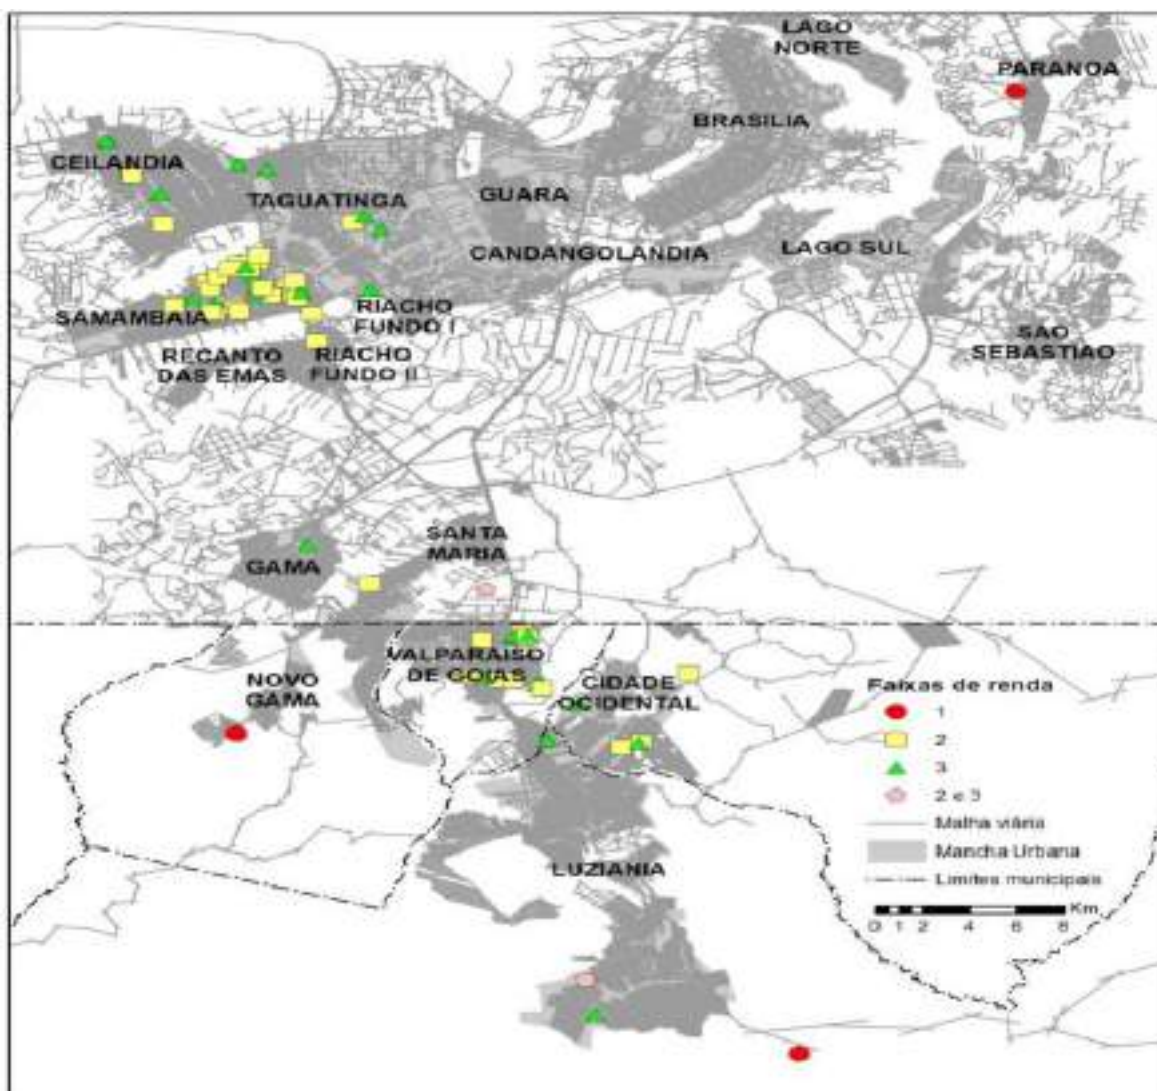 LAGO
NORTE
PARANOA
BRASILIA
CEILANDIA
TAGUATINGA
GUARA
CANDANGOLANDIA
LAGO SUL
SAMAMBAIA
RIACHO
FUNDO I
SAO
SEBASTIAO
RECANTO
DAS EMAS
RIACHO
FUNDO II
SANTA
MARIA
GAMA
VALPARAISO
DE GOIAS
NOVO
GAMA
CIDADE
OCIDENTAL
LUZIANIA
Faixas de renda
1
2
3
2 e 3
Malha viária
Mancha Urbana
Limites municipais
Km
0 1 2 4 6 8